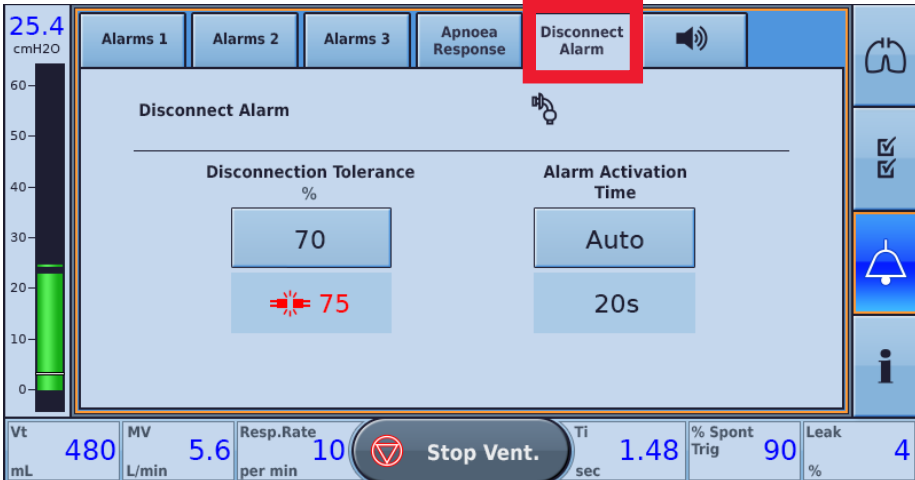 25.4
cmH2O
Alarms 1
Alarms 2
Alarms 3
Apnoea
Response
Disconnect
Alarm
60
50
40
30
20
10
0
Disconnect Alarm
Disconnection Tolerance
%
70
75
Alarm Activation
Time
Auto
20s
Vt
480
mL
MV
5.6
L/min
Resp.Rate
10
per min
Stop Vent.
Ti
1.48
sec
% Spont
Trig
90
Leak
4
%